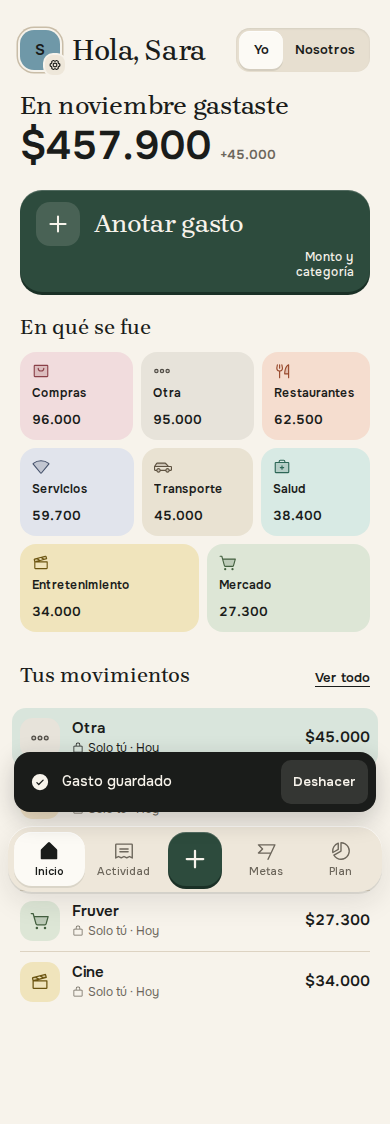 S
Hola, Sara
Yo
Nosotros
En noviembre gastaste
$457.900 +45.000
Anotar gasto
Monto y
categoría
En qué se fue
Compras
96.000
Otra
95.000
Restaurantes
62.500
Servicios
59.700
Transporte
45.000
Salud
38.400
Entretenimiento
34.000
Mercado
27.300
Tus movimientos
Ver todo
Otra
Solo tú · Hoy
$45.000
Gasto guardado
Deshacer
Inicio
Actividad
Metas
Plan
Fruver
Solo tú · Hoy
$27.300
Cine
Solo tú · Hoy
$34.000